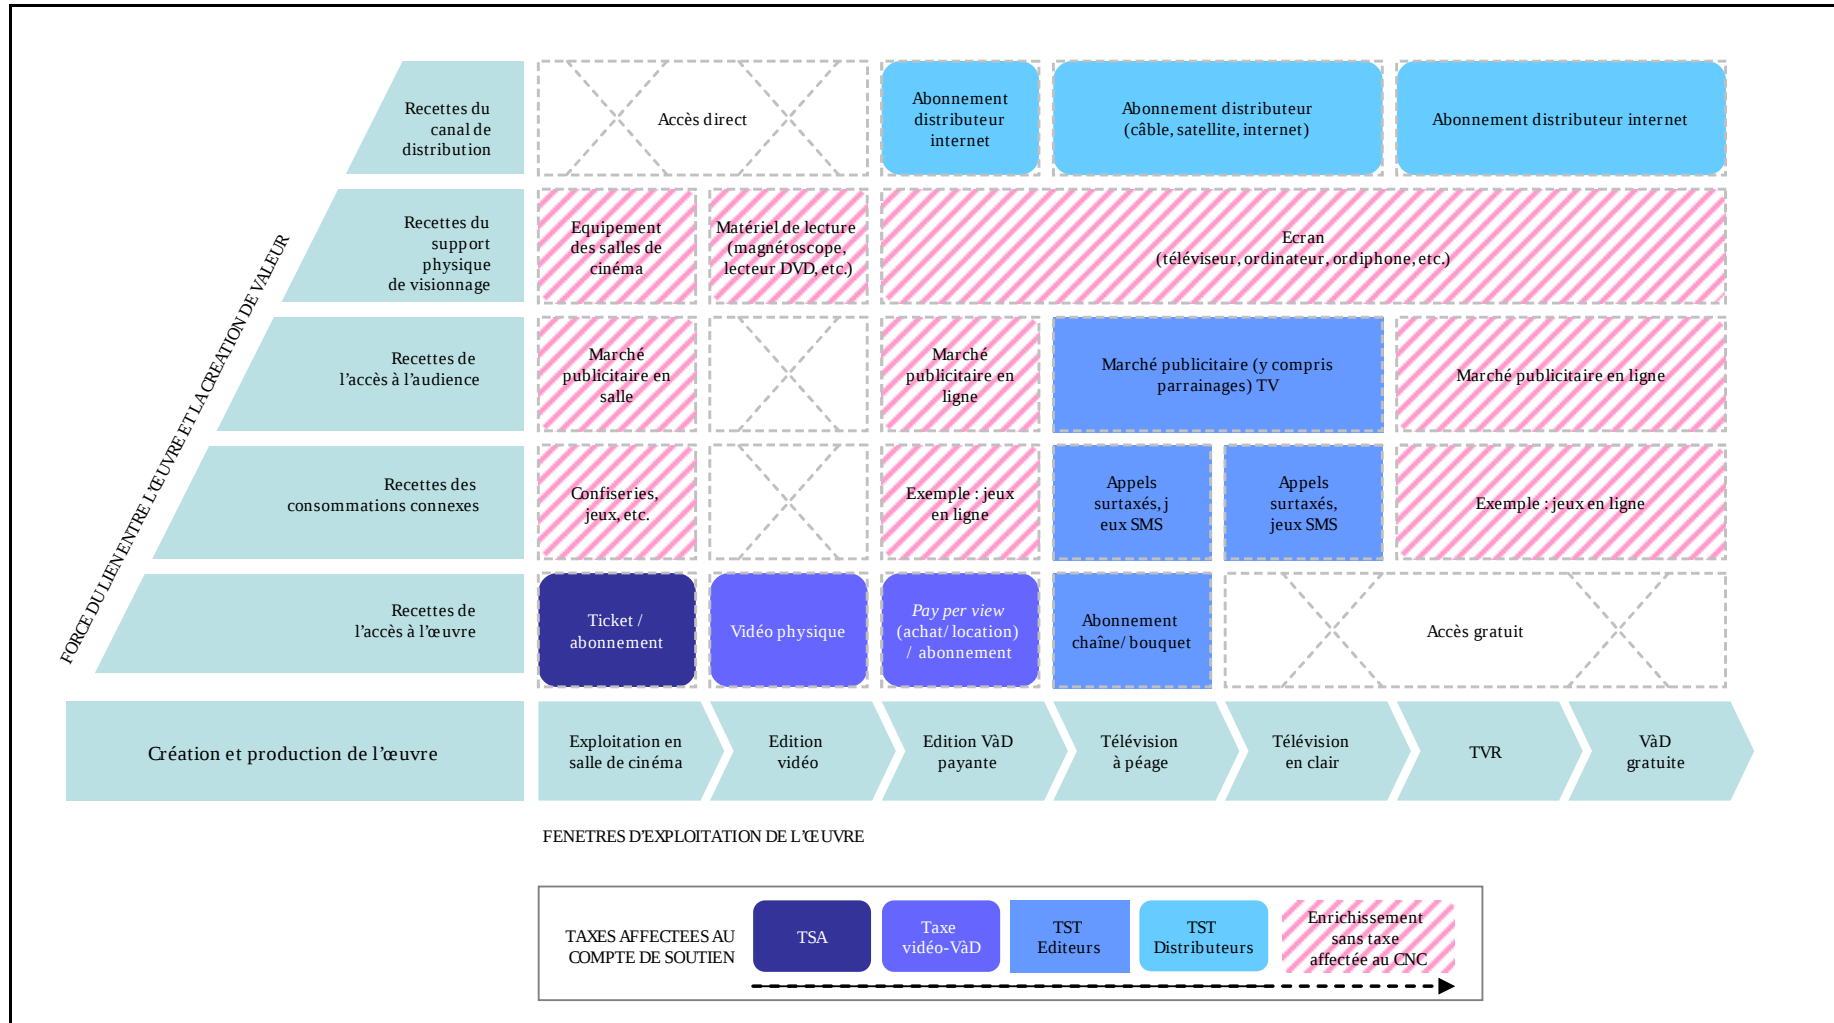 Recettes du
canal de
distribution
Accès direct
Abonnement
distributeur
internet
Abonnement distributeur
(câble, satellite, internet)
Abonnement distributeur internet
Recettes du
support
physique
de visionnage
Equipement
des salles de
cinéma
Matériel de lecture
(magnétoscope,
lecteur DVD, etc.)
Ecran
(téléviseur, ordinateur, ordiphone, etc.)
Recettes de
l'accès à l'audience
Marché
publicitaire en
salle
Marché
publicitaire en
ligne
Marché publicitaire (y compris
parrainages) TV
Marché publicitaire en ligne
Recettes des
consommations connexes
Confiseries,
jeux, etc.
Exemple : jeux
en ligne
Appels
surtaxés, j
eux SMS
Appels
surtaxés,
jeux SMS
Exemple : jeux en ligne
Recettes de
l'accès à l'œuvre
Ticket /
abonnement
Vidéo physique
Pay per view
(achat/ location)
/ abonnement
Abonnement
chaîne/ bouquet
Accès gratuit
FORCE DU LIEN ENTRE L'ŒUVRE ET LA CREATION DE VALEUR
Création et production de l'œuvre
Exploitation en
salle de cinéma
Edition
vidéo
Edition VàD
payante
Télévision
à péage
Télévision
en clair
TVR
VàD
gratuite
FENETRES D'EXPLOITATION DE L'ŒUVRE
TAXES AFFECTEES AU
COMPTE DE SOUTIEN
TSA
Taxe
vidéo-VàD
TST
Editeurs
TST
Distributeurs
Enrichissement
sans taxe
affectée au CNC